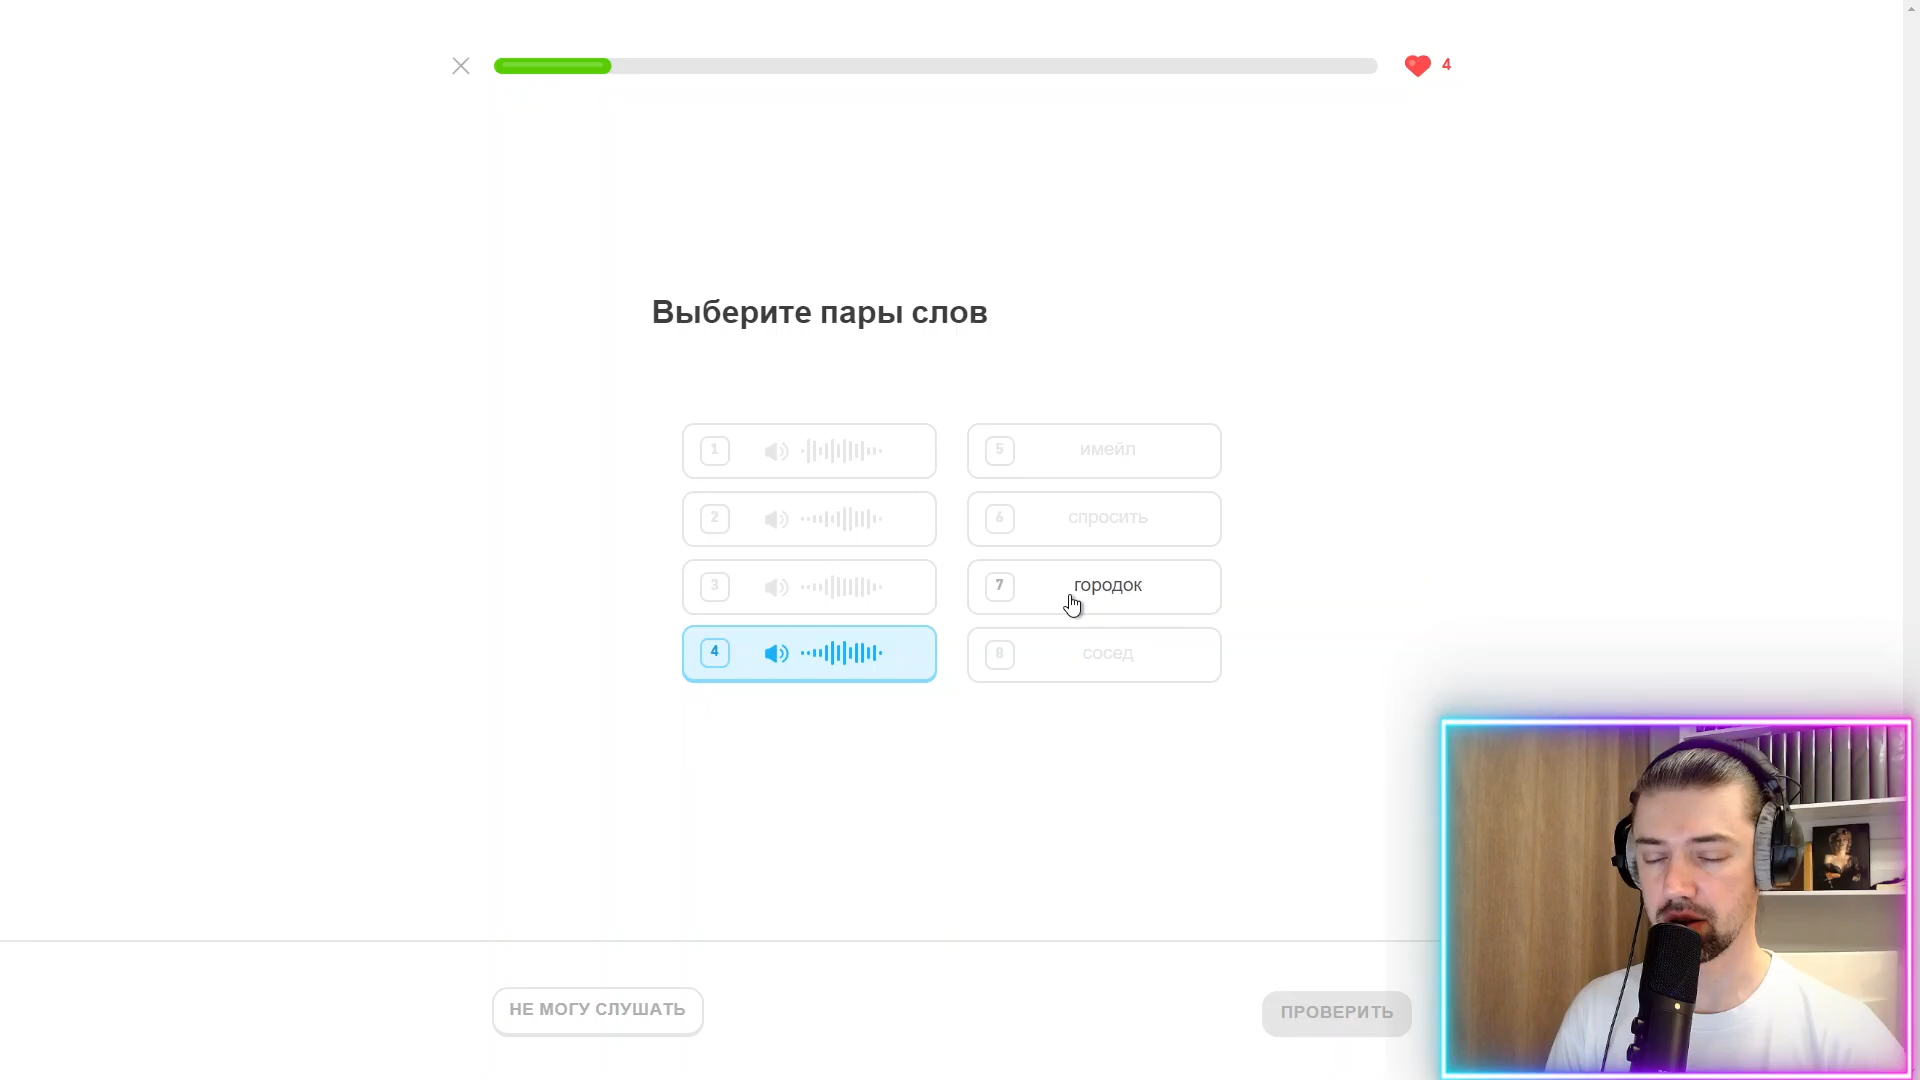 4
Выберите пары слов
1
5 имейл
2
6 спросить
3
7 городок
4
8 сосед
НЕ МОГУ СЛУШАТЬ
ПРОВЕРИТЬ